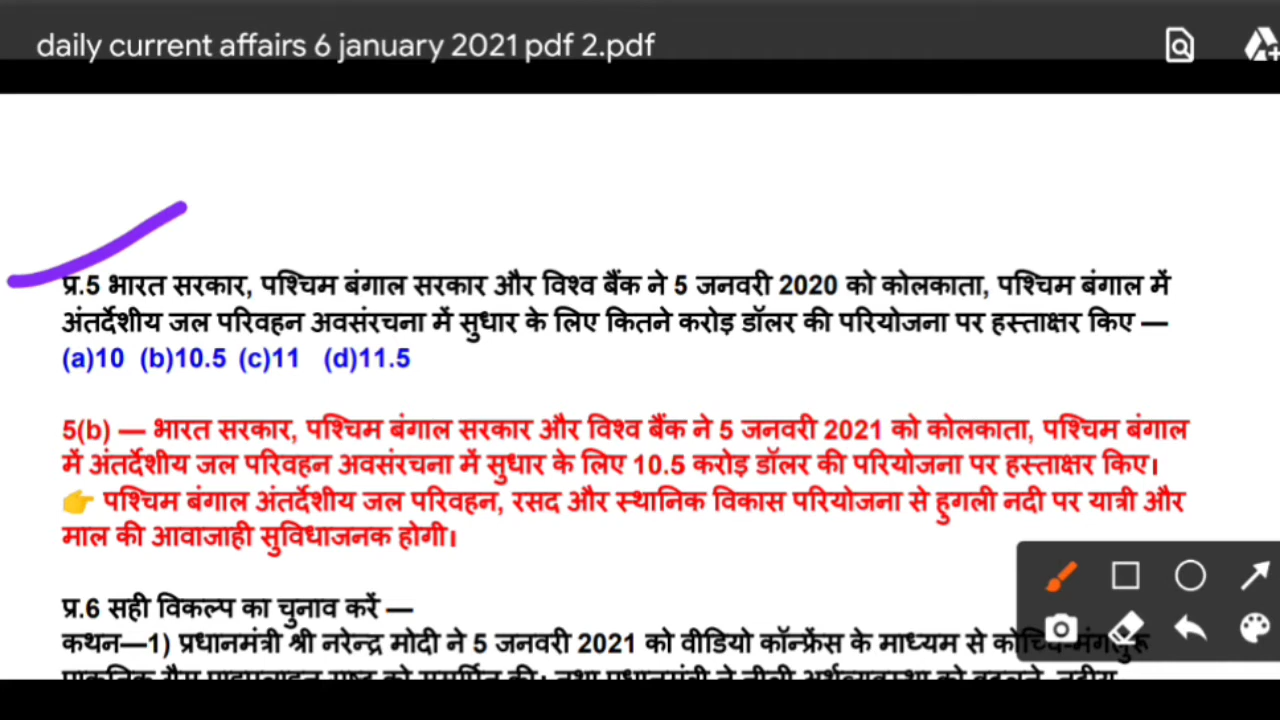 daily current affairs 6 january 2021 pdf 2.pdf
प्र.5 भारत सरकार, पश्चिम बंगाल सरकार और विश्व बैंक ने 5 जनवरी 2020 को कोलकाता, पश्चिम बंगाल में
अंतर्देशीय जल परिवहन अवसंरचना में सुधार के लिए कितने करोड़ डॉलर की परियोजना पर हस्ताक्षर किए —
(a)10 (b)10.5 (c)11 (d)11.5
5(b) — भारत सरकार, पश्चिम बंगाल सरकार और विश्व बैंक ने 5 जनवरी 2021 को कोलकाता, पश्चिम बंगाल
में अंतर्देशीय जल परिवहन अवसंरचना में सुधार के लिए 10.5 करोड़ डॉलर की परियोजना पर हस्ताक्षर किए।
👉 पश्चिम बंगाल अंतर्देशीय जल परिवहन, रसद और स्थानिक विकास परियोजना से हुगली नदी पर यात्री और
माल की आवाजाही सुविधाजनक होगी।
प्र.6 सही विकल्प का चुनाव करें —
कथन—1) प्रधानमंत्री श्री नरेन्द्र मोदी ने 5 जनवरी 2021 को वीडियो कॉन्फ्रेंस के माध्यम से कोच्चि-मंगलुरू